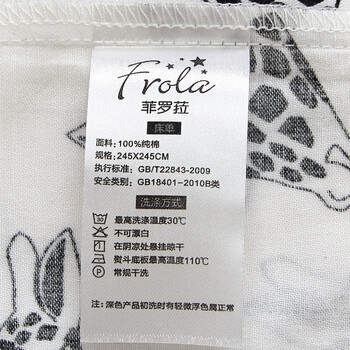 Frola
菲罗菈
床单
面料：100%纯棉
规格：245X245CM
执行标准：GB/T22843-2009
安全类别：GB18401-2010B类
洗涤方式
最高洗涤温度30℃
不可漂白
在阴凉处悬挂晾干
熨斗底板最高温度110℃
常规干洗
注：深色产品初洗时有轻微浮色属正常